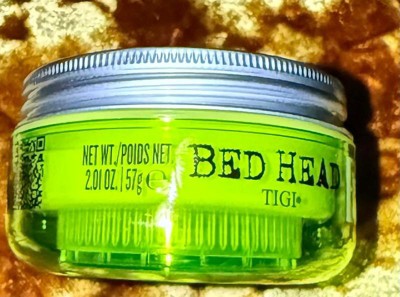 NET WT./POIDS NET
2.01 OZ. | 57g ℮
BED HEAD
TIGI